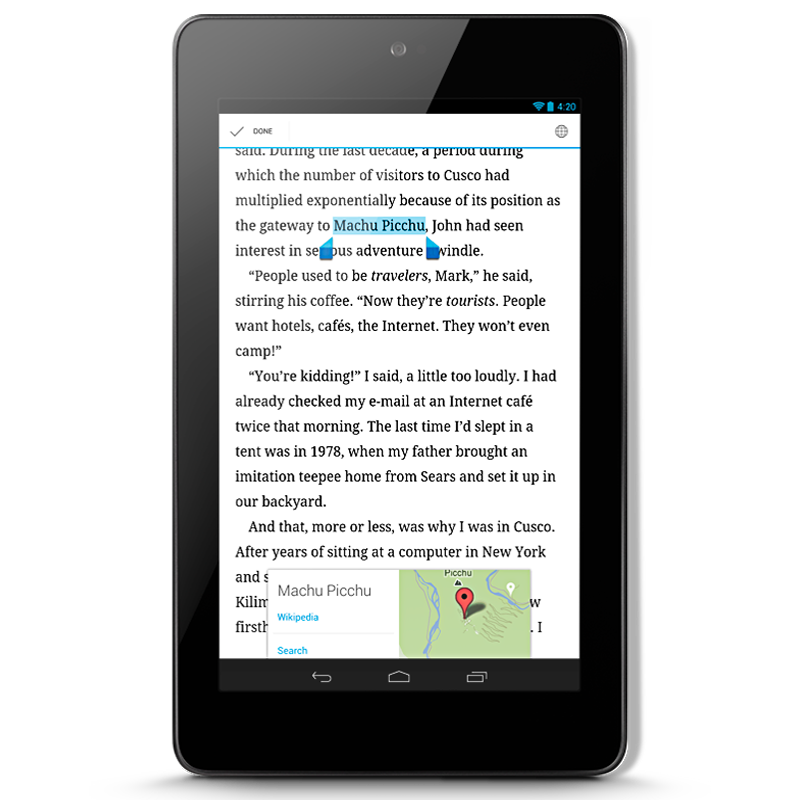 4:20
DONE
said. During the last decade, a period during
which the number of visitors to Cusco had
multiplied exponentially because of its position as
the gateway to Machu Picchu, John had seen
interest in se ous adventure windle.
“People used to be travelers, Mark,” he said,
stirring his coffee. “Now they’re tourists. People
want hotels, cafés, the Internet. They won’t even
camp!”
“You’re kidding!” I said, a little too loudly. I had
already checked my e-mail at an Internet café
twice that morning. The last time I’d slept in a
tent was in 1978, when my father brought an
imitation teepee home from Sears and set it up in
our backyard.
And that, more or less, was why I was in Cusco.
After years of sitting at a computer in New York
and s
Kilim w
firsth . I
Machu Picchu
Wikipedia
Search
Picchu